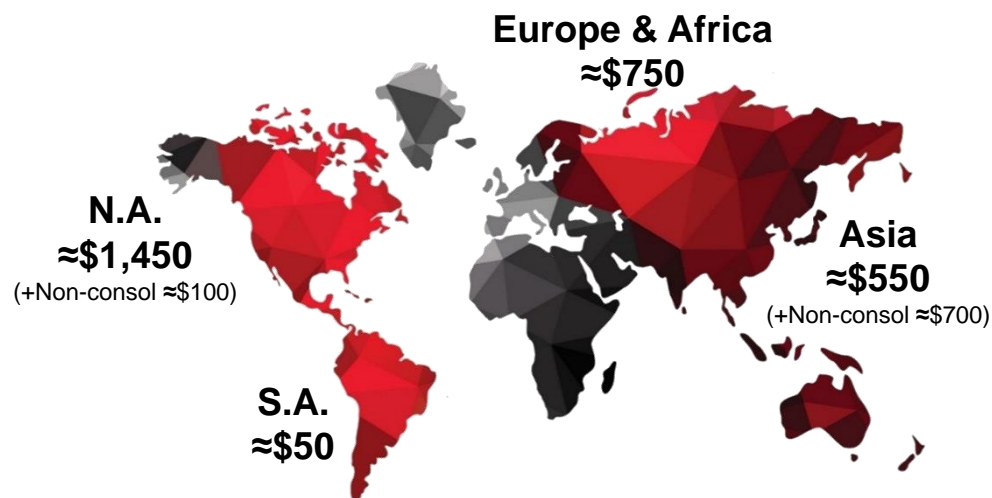 Europe & Africa
≈$750
N.A.
≈$1,450
(+Non-consol ≈$100)
Asia
≈$550
(+Non-consol ≈$700)
S.A.
≈$50